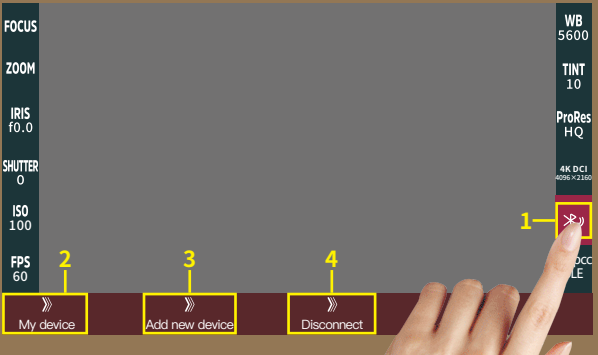 FOCUS
ZOOM
IRIS
f0.0
SHUTTER
0
ISO
100
FPS
60
WB
5600
TINT
10
ProRes
HQ
4K DCI
4096×2160
1
2
3
4
My device
Add new device
Disconnect